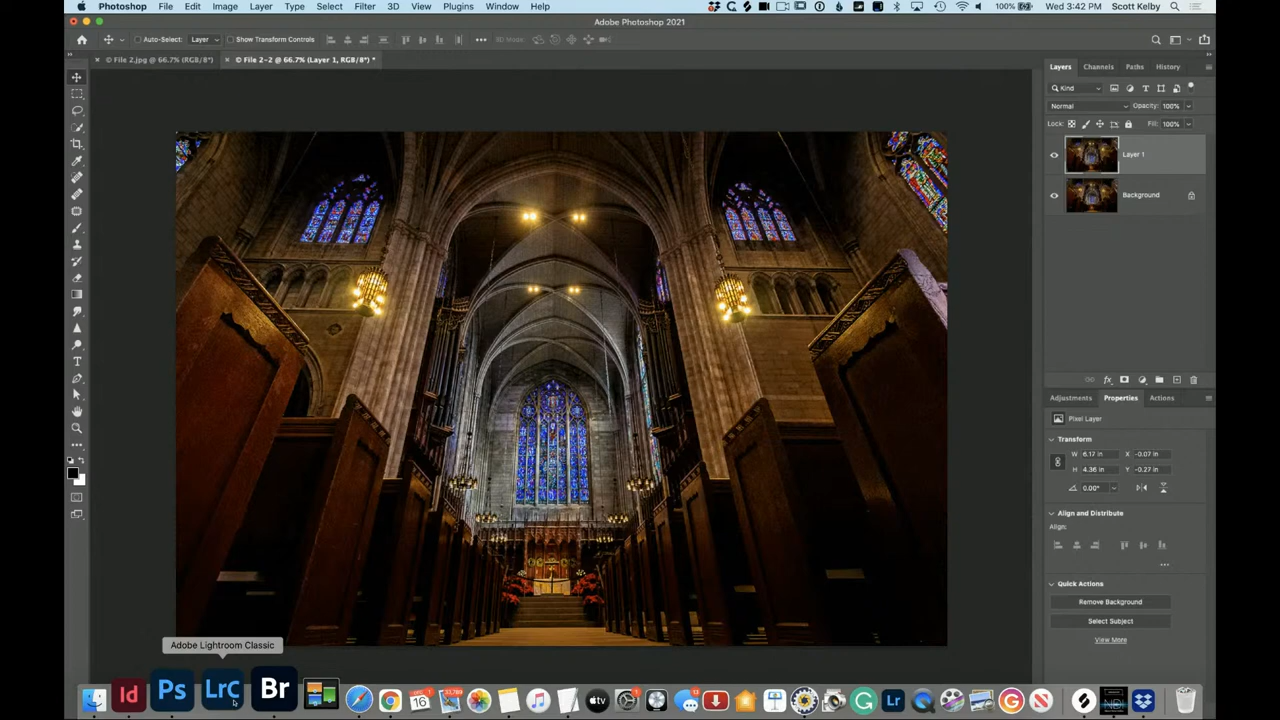 Photoshop File Edit Image Layer Type Select Filter 3D View Plugins Window Help 100% Wed 3:42 PM Scott Kelby
Adobe Photoshop 2021
Auto-Select: Layer Show Transform Controls 3D Mode:
File 2.jpg @ 66.7% (RGB/8*) File 2-2 @ 66.7% (Layer 1, RGB/8*) *
Layers Channels Paths History
Kind
Normal Opacity: 100%
Lock: Fill: 100%
Layer 1
Background
Adjustments Properties Actions
Pixel Layer
Transform
W 6.17 in X -0.07 in
H 4.36 in Y -0.27 in
0.00°
Align and Distribute
Align:
Quick Actions
Remove Background
Select Subject
View More
Adobe Lightroom Classic
Id Ps LrC Br Lr